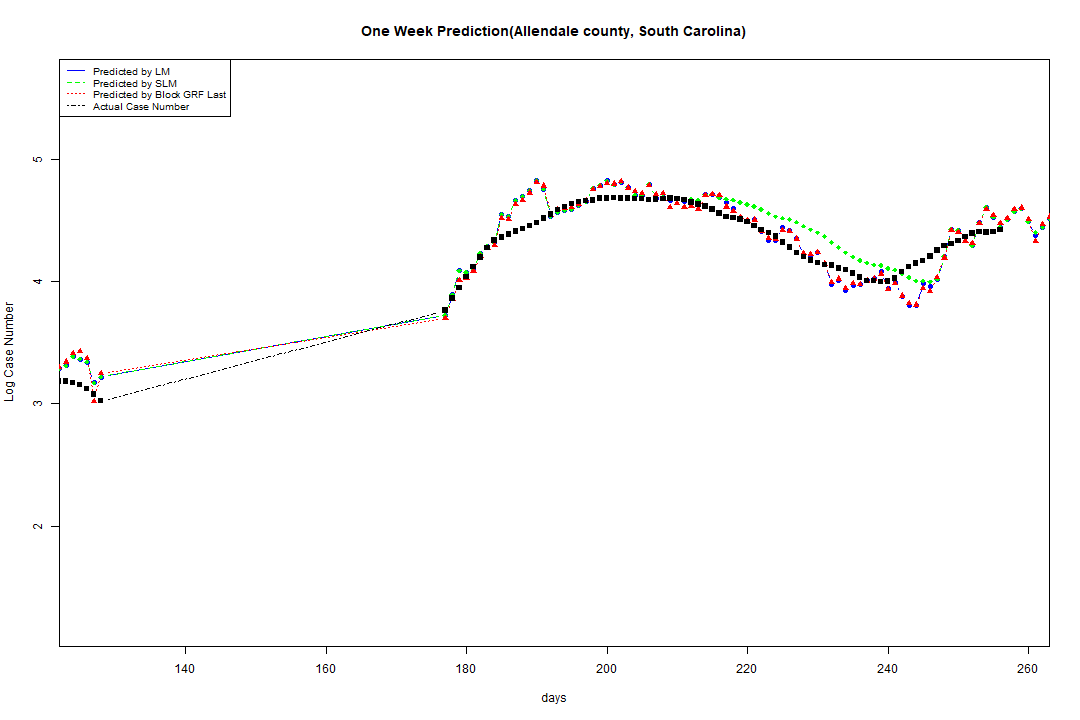 One Week Prediction(Allendale county, South Carolina)
Predicted by LM
Predicted by SLM
Predicted by Block GRF Last
Actual Case Number
Log Case Number
5
4
3
2
140 160 180 200 220 240 260
days